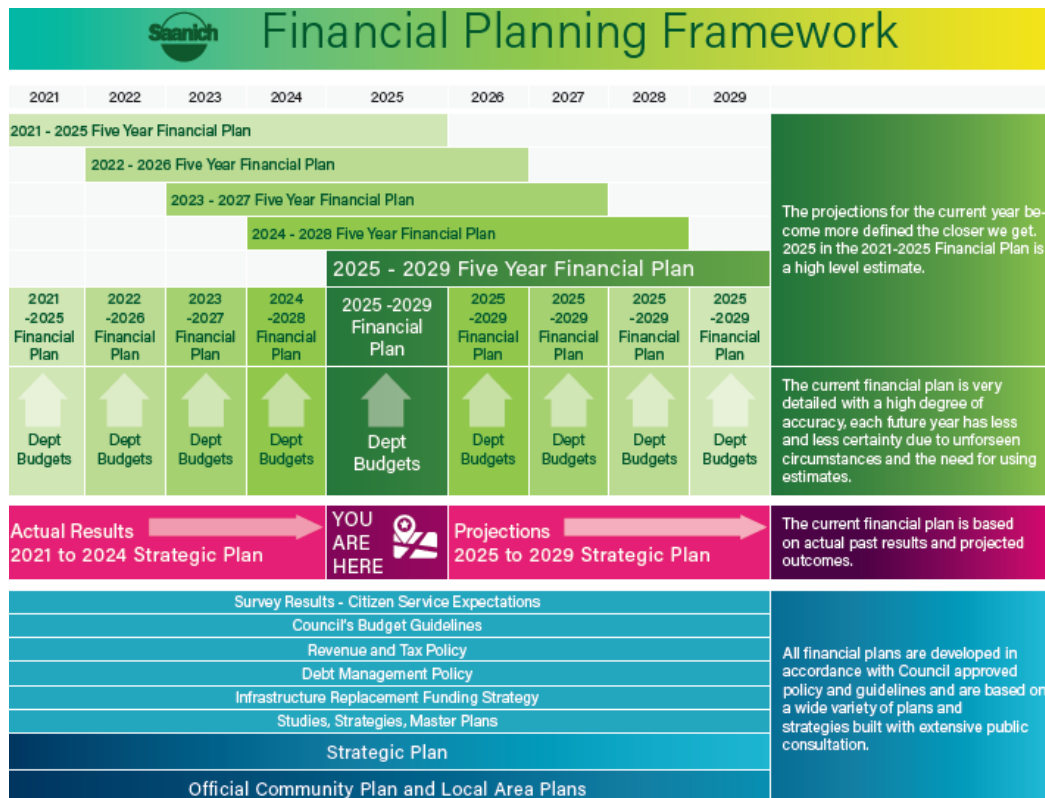 Saanich
Financial Planning Framework
2021 2022 2023 2024 2025 2026 2027 2028 2029
2021 - 2025 Five Year Financial Plan
2022 - 2026 Five Year Financial Plan
2023 - 2027 Five Year Financial Plan
2024 - 2028 Five Year Financial Plan
2025 - 2029 Five Year Financial Plan
The projections for the current year be-
come more defined the closer we get.
2025 in the 2021-2025 Financial Plan is
a high level estimate.
2021
-2025
Financial
Plan
2022
-2026
Financial
Plan
2023
-2027
Financial
Plan
2024
-2028
Financial
Plan
2025 -2029
Financial
Plan
2025
-2029
Financial
Plan
2025
-2029
Financial
Plan
2025
-2029
Financial
Plan
2025
-2029
Financial
Plan
Dept
Budgets
Dept
Budgets
Dept
Budgets
Dept
Budgets
Dept
Budgets
Dept
Budgets
Dept
Budgets
Dept
Budgets
Dept
Budgets
The current financial plan is very
detailed with a high degree of
accuracy, each future year has less
and less certainty due to unforseen
circumstances and the need for using
estimates.
Actual Results
2021 to 2024 Strategic Plan
YOU
ARE
HERE
Projections
2025 to 2029 Strategic Plan
The current financial plan is based
on actual past results and projected
outcomes.
Survey Results - Citizen Service Expectations
Council's Budget Guidelines
Revenue and Tax Policy
Debt Management Policy
Infrastructure Replacement Funding Strategy
Studies, Strategies, Master Plans
Strategic Plan
Official Community Plan and Local Area Plans
All financial plans are developed in
accordance with Council approved
policy and guidelines and are based on
a wide variety of plans and
strategies built with extensive public
consultation.